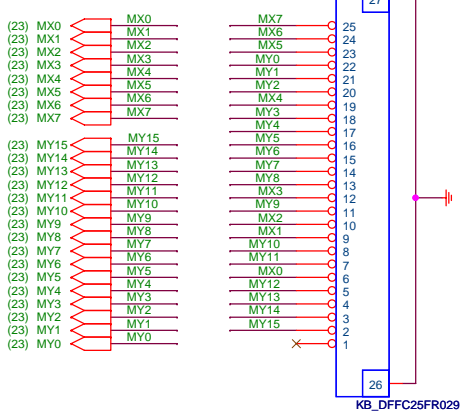 27
(23) MX0 MX0
(23) MX1 MX1
(23) MX2 MX2
(23) MX3 MX3
(23) MX4 MX4
(23) MX5 MX5
(23) MX6 MX6
(23) MX7 MX7
(23) MY15 MY15
(23) MY14 MY14
(23) MY13 MY13
(23) MY12 MY12
(23) MY11 MY11
(23) MY10 MY10
(23) MY9 MY9
(23) MY8 MY8
(23) MY7 MY7
(23) MY6 MY6
(23) MY5 MY5
(23) MY4 MY4
(23) MY3 MY3
(23) MY2 MY2
(23) MY1 MY1
(23) MY0 MY0
MX7 25
MX6 24
MX5 23
MY0 22
MY1 21
MY2 20
MX4 19
MY3 18
MY4 17
MY5 16
MY6 15
MY7 14
MY8 13
MX3 12
MY9 11
MX2 10
MX1 9
MY10 8
MY11 7
MX0 6
MY12 5
MY13 4
MY14 3
MY15 2
1
26
KB_DFFC25FR029